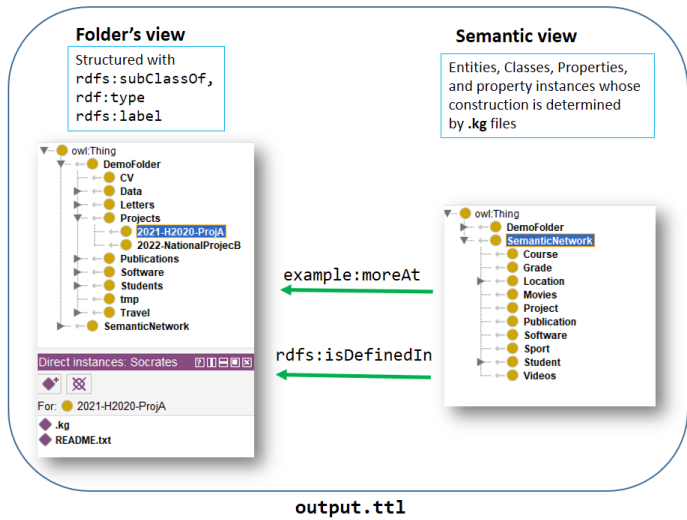 Folder's view
Structured with
rdfs:subClassOf,
rdf:type
rdfs:label
owl:Thing
DemoFolder
CV
Data
Letters
Projects
2021-H2020-ProjA
2022-NationalProjecB
Publications
Software
Students
tmp
Travel
SemanticNetwork
Direct instances: Socrates
For: 2021-H2020-ProjA
.kg
README.txt
example:moreAt
rdfs:isDefinedIn
Semantic view
Entities, Classes, Properties,
and property instances whose
construction is determined
by .kg files
owl:Thing
DemoFolder
SemanticNetwork
Course
Grade
Location
Movies
Project
Publication
Software
Sport
Student
Videos
output.ttl